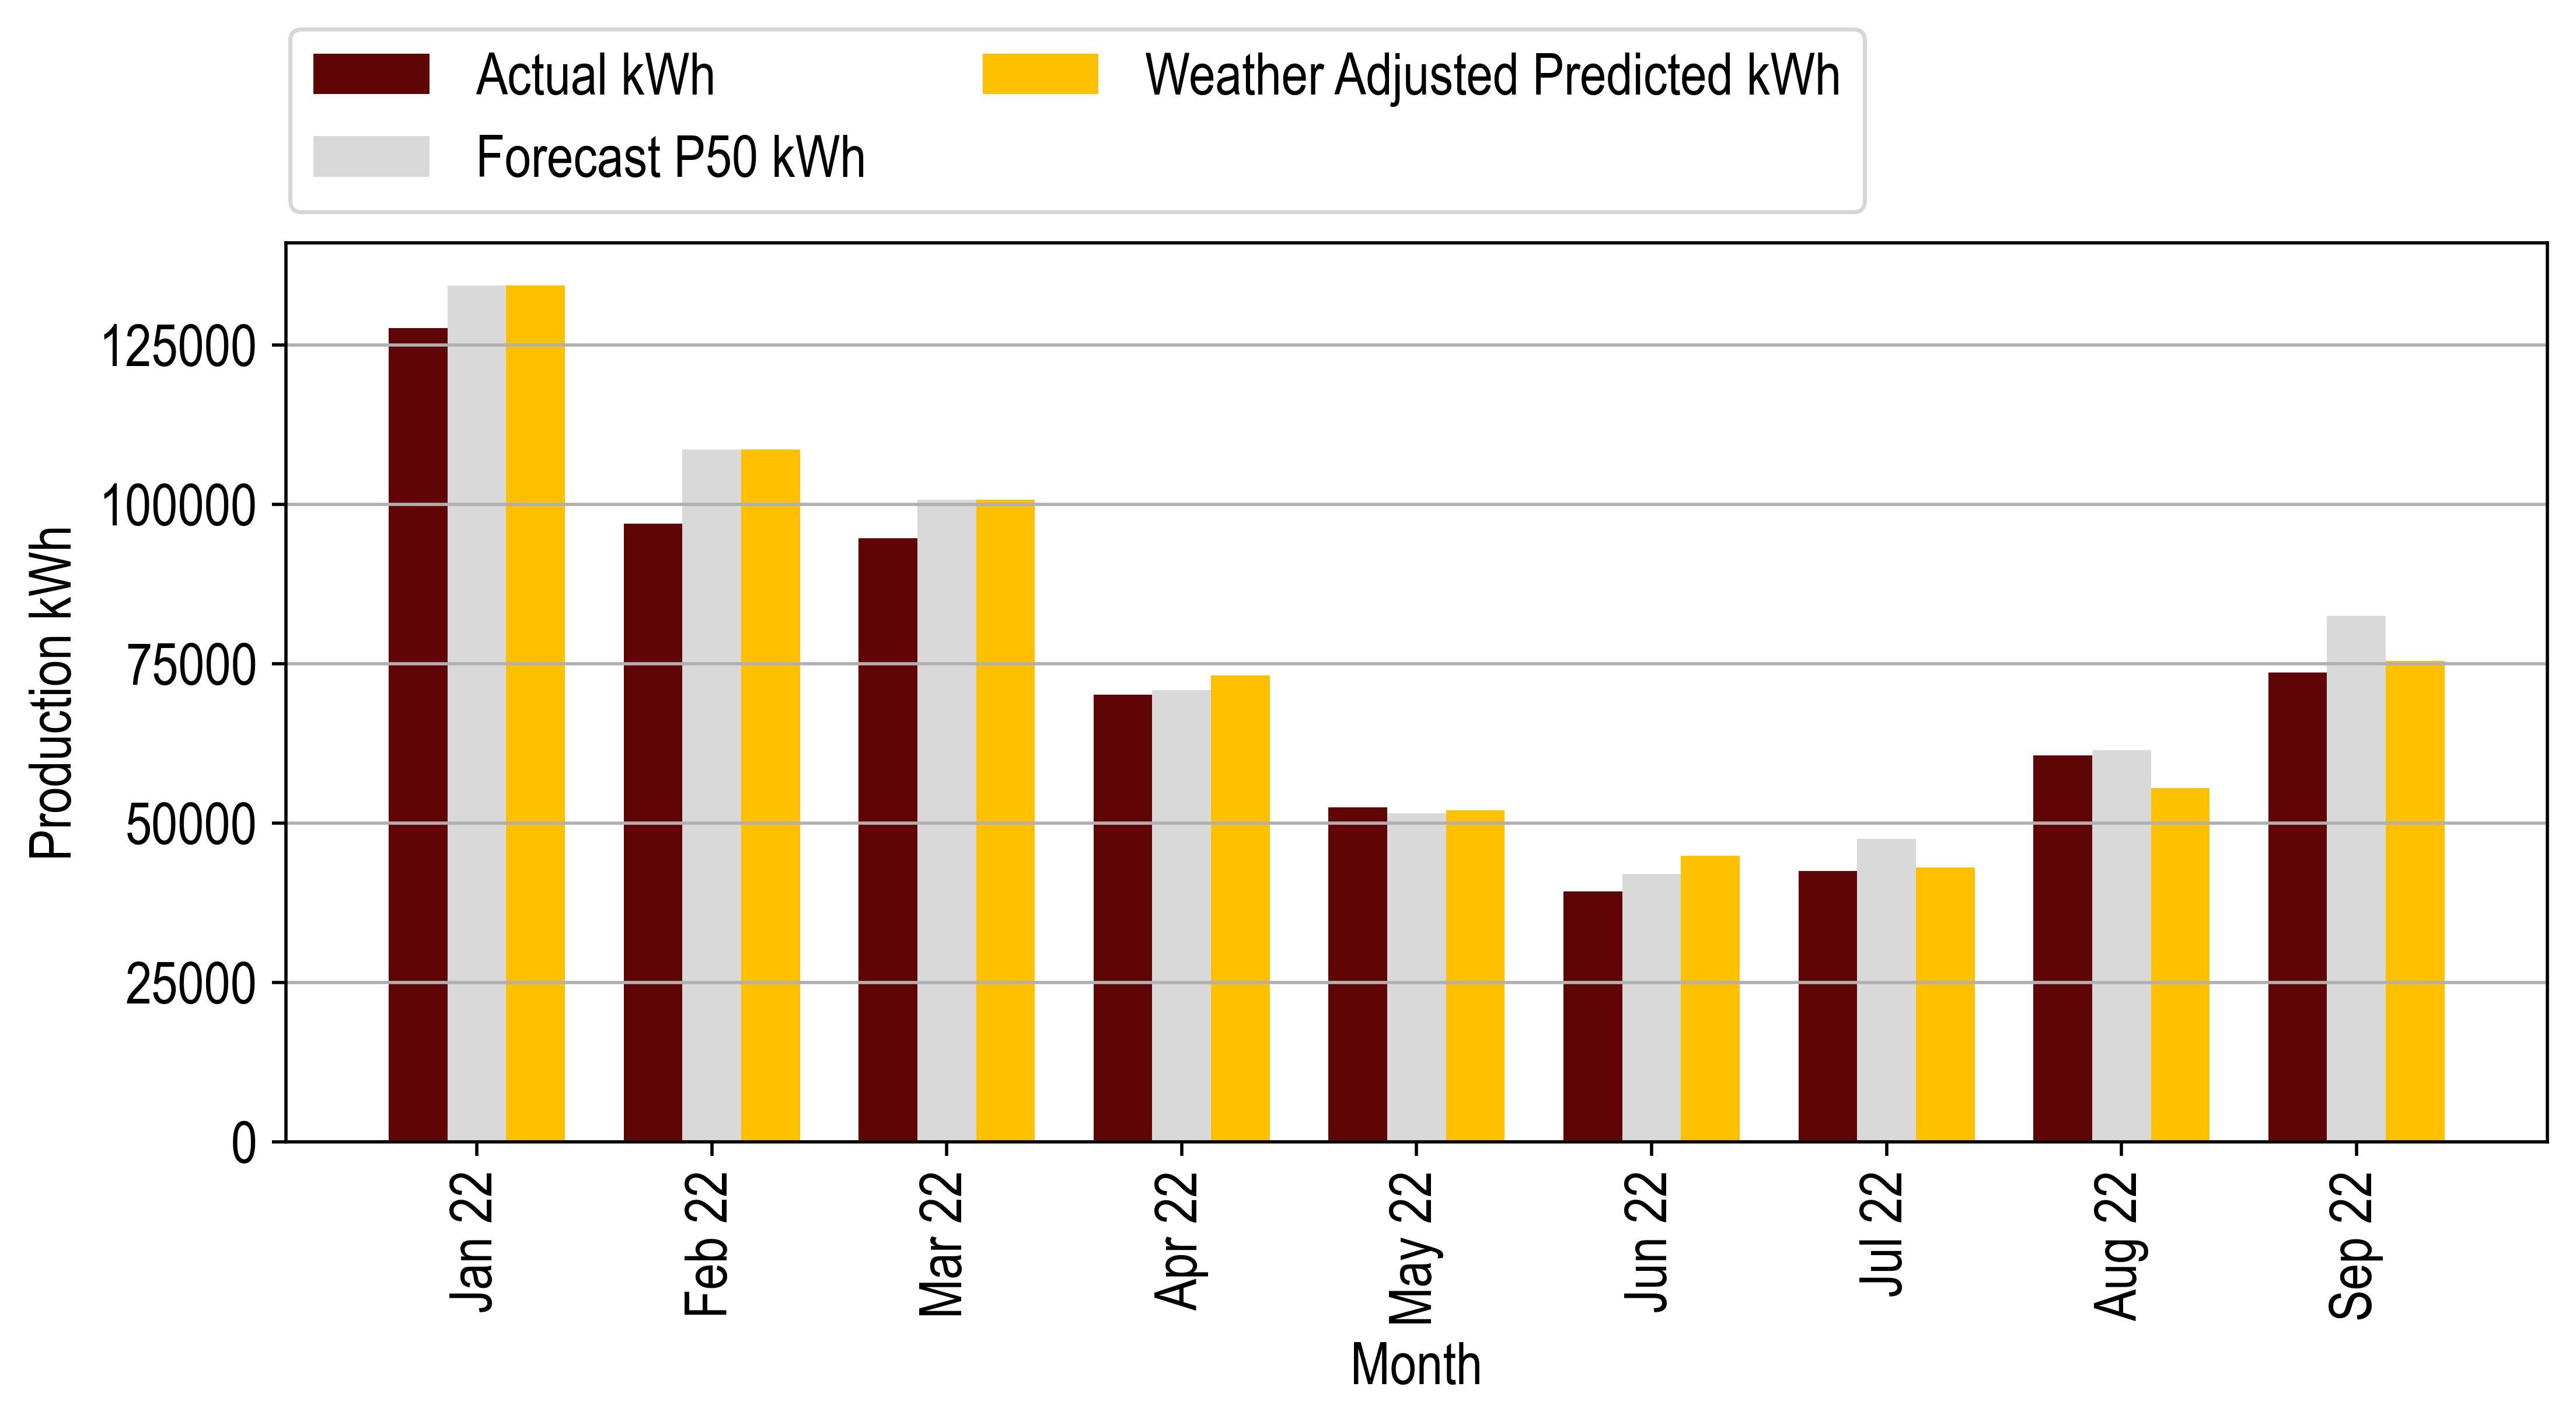 Actual kWh
Forecast P50 kWh
Weather Adjusted Predicted kWh
Production kWh
125000
100000
75000
50000
25000
0
Jan 22
Feb 22
Mar 22
Apr 22
May 22
Jun 22
Jul 22
Aug 22
Sep 22
Month